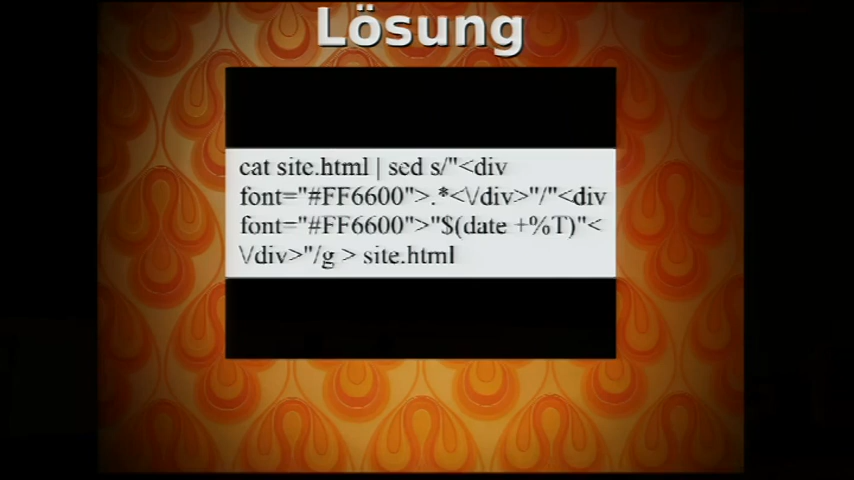 Lösung
cat site.html | sed s/"<div
font="#FF6600">.*<\/div>"/"<div
font="#FF6600">"$(date +%T)"<
\/div>"/g > site.html